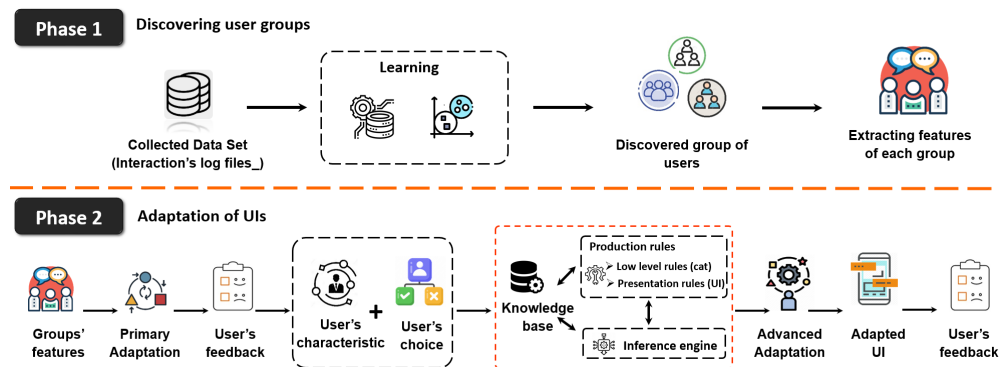 Phase 1
Discovering user groups
Learning
Collected Data Set
(Interaction's log files_)
Discovered group of
users
Extracting features
of each group
Phase 2
Adaptation of UIs
Groups'
features
Primary
Adaptation
User's
feedback
User's
characteristic
+
User's
choice
Knowledge
base
Production rules
➢ Low level rules (cat)
➢ Presentation rules (UI)
Inference engine
Advanced
Adaptation
Adapted
UI
User's
feedback